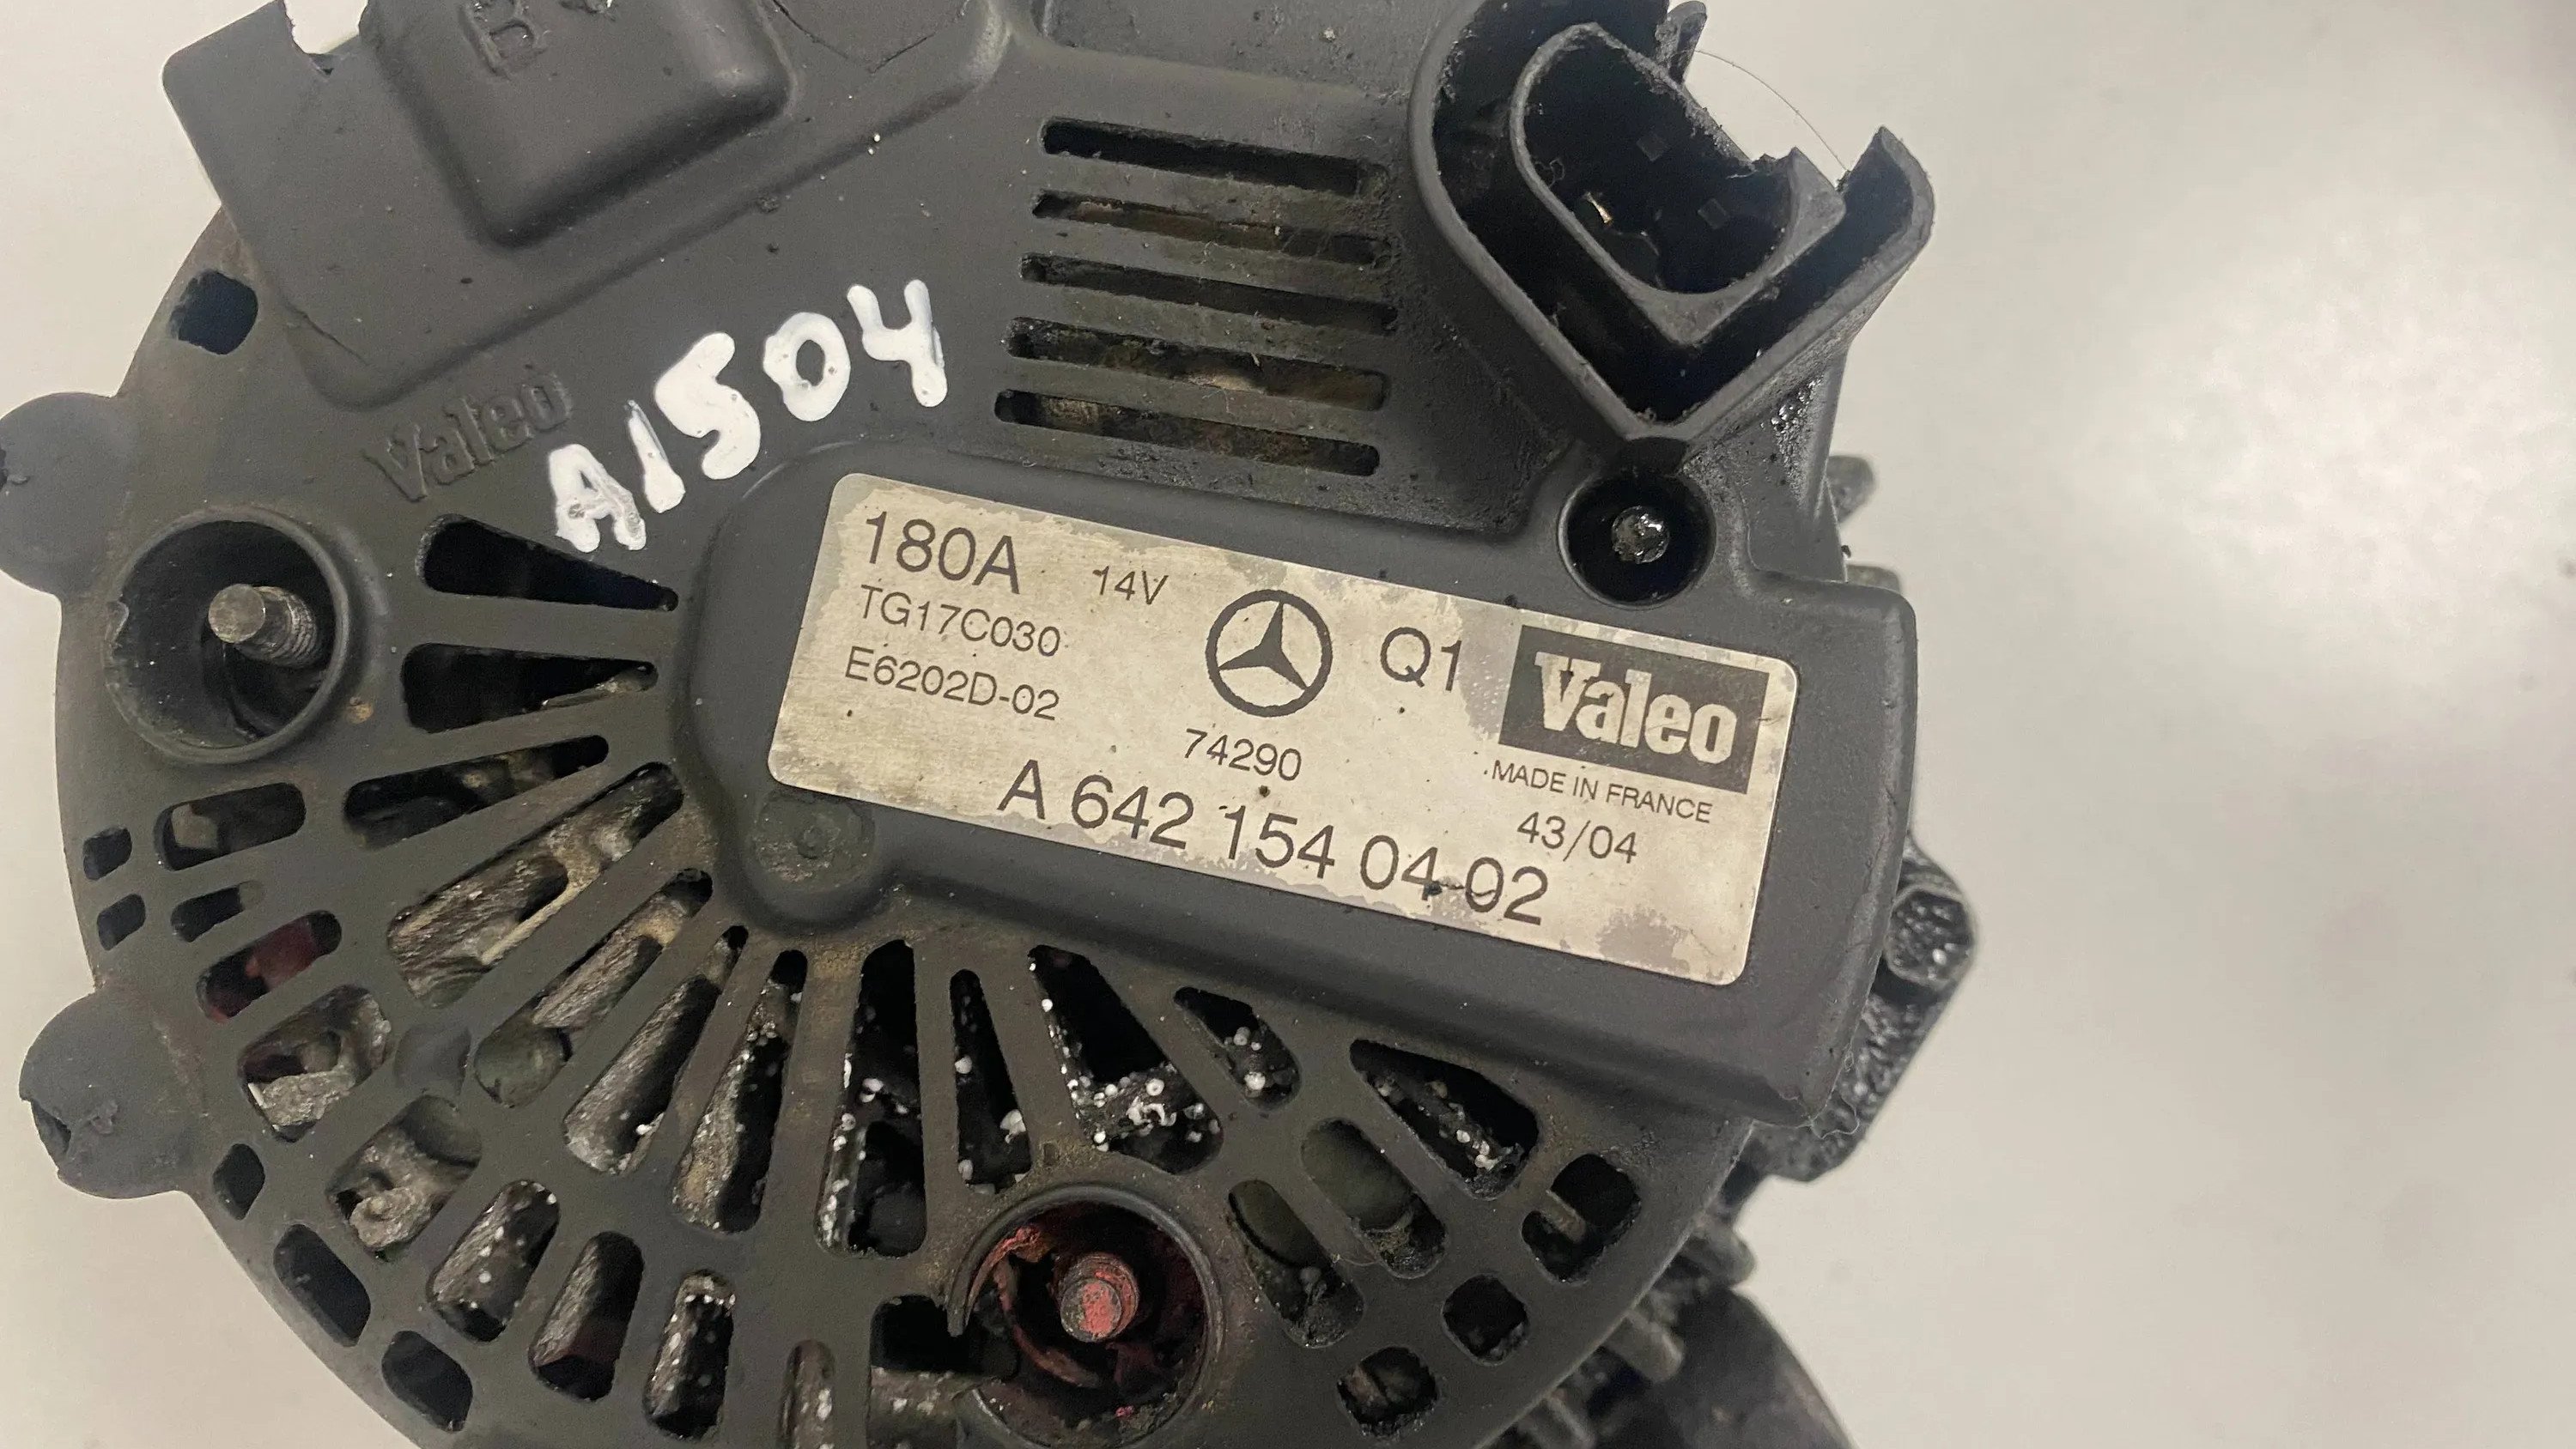 B+
Valeo
A1504
180A 14V
TG17C030
E6202D-02
Q1
Valeo
74290
MADE IN FRANCE
43/04
A 642 154 04 02